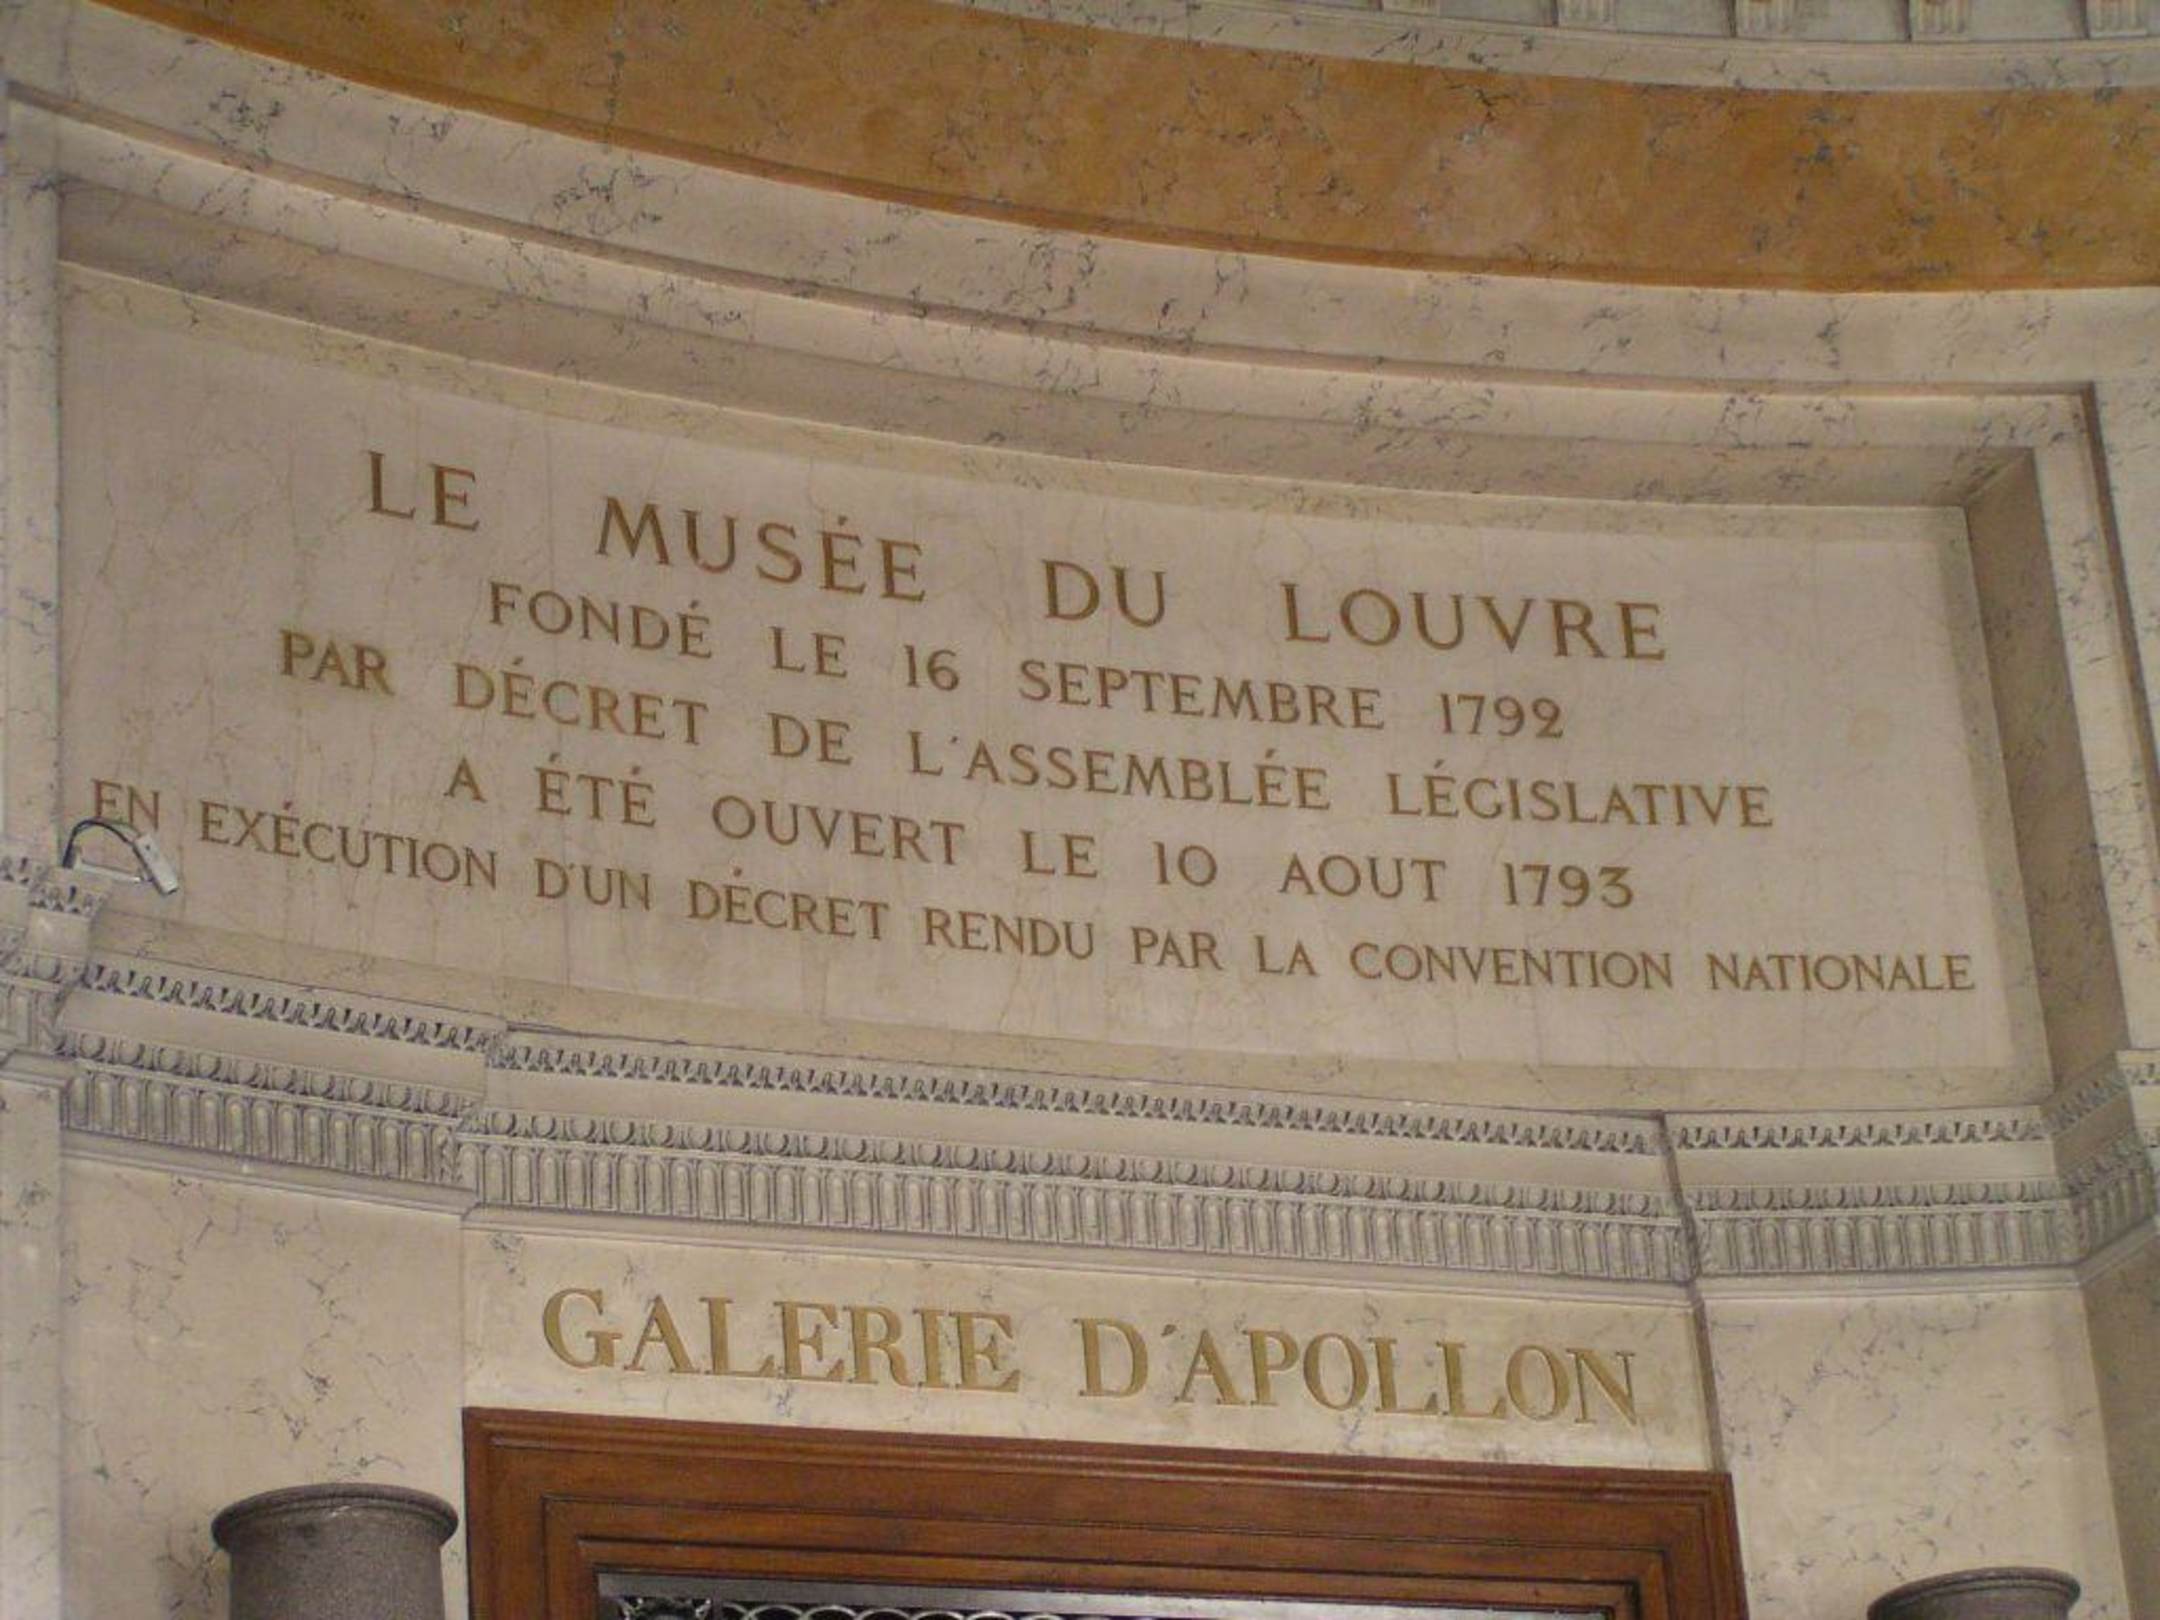 LE MUSÉE DU LOUVRE
FONDÉ LE 16 SEPTEMBRE 1792
PAR DÉCRET DE L'ASSEMBLÉE LÉGISLATIVE
A ÉTÉ OUVERT LE 10 AOUT 1793
EN EXÉCUTION D'UN DÉCRET RENDU PAR LA CONVENTION NATIONALE
GALERIE D'APOLLON